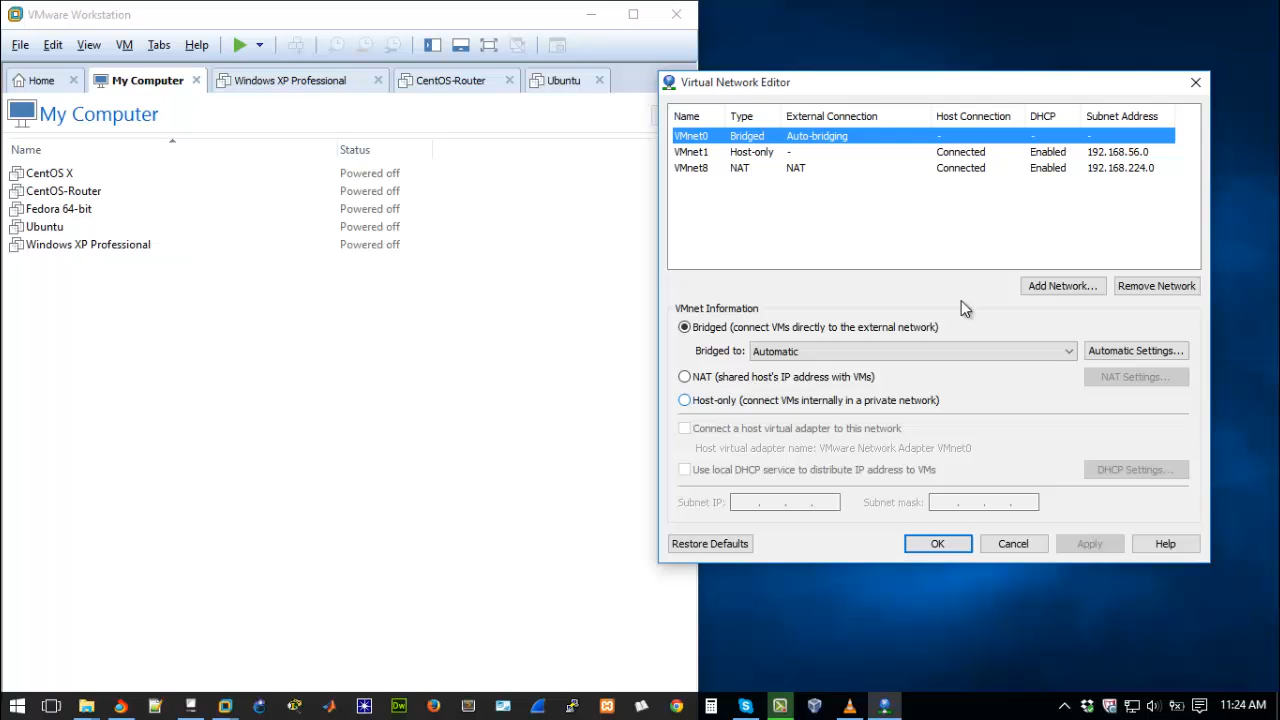 VMware Workstation
File Edit View VM Tabs Help
Home My Computer Windows XP Professional CentOS-Router Ubuntu
My Computer
Name Status
CentOS X Powered off
CentOS-Router Powered off
Fedora 64-bit Powered off
Ubuntu Powered off
Windows XP Professional Powered off
Virtual Network Editor
Name Type External Connection Host Connection DHCP Subnet Address
VMnet0 Bridged Auto-bridging - - -
VMnet1 Host-only - Connected Enabled 192.168.56.0
VMnet8 NAT NAT Connected Enabled 192.168.224.0
Add Network... Remove Network
VMnet Information
Bridged (connect VMs directly to the external network)
Bridged to: Automatic Automatic Settings...
NAT (shared host's IP address with VMs) NAT Settings...
Host-only (connect VMs internally in a private network)
Connect a host virtual adapter to this network
Host virtual adapter name: VMware Network Adapter VMnet0
Use local DHCP service to distribute IP address to VMs DHCP Settings...
Subnet IP: . . . Subnet mask: . . .
Restore Defaults OK Cancel Apply Help
Dw 11:24 AM